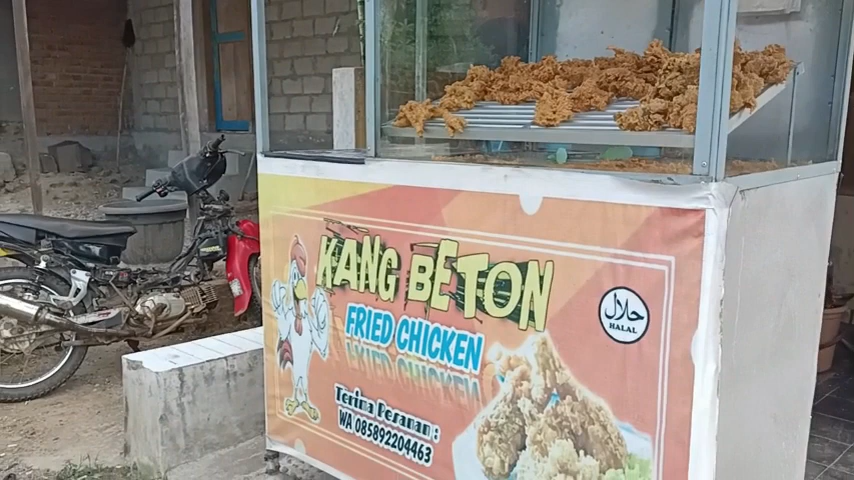 KANG BETON
FRIED CHICKEN
Terima Pesanan :
WA 085892204463
حلال
HALAL